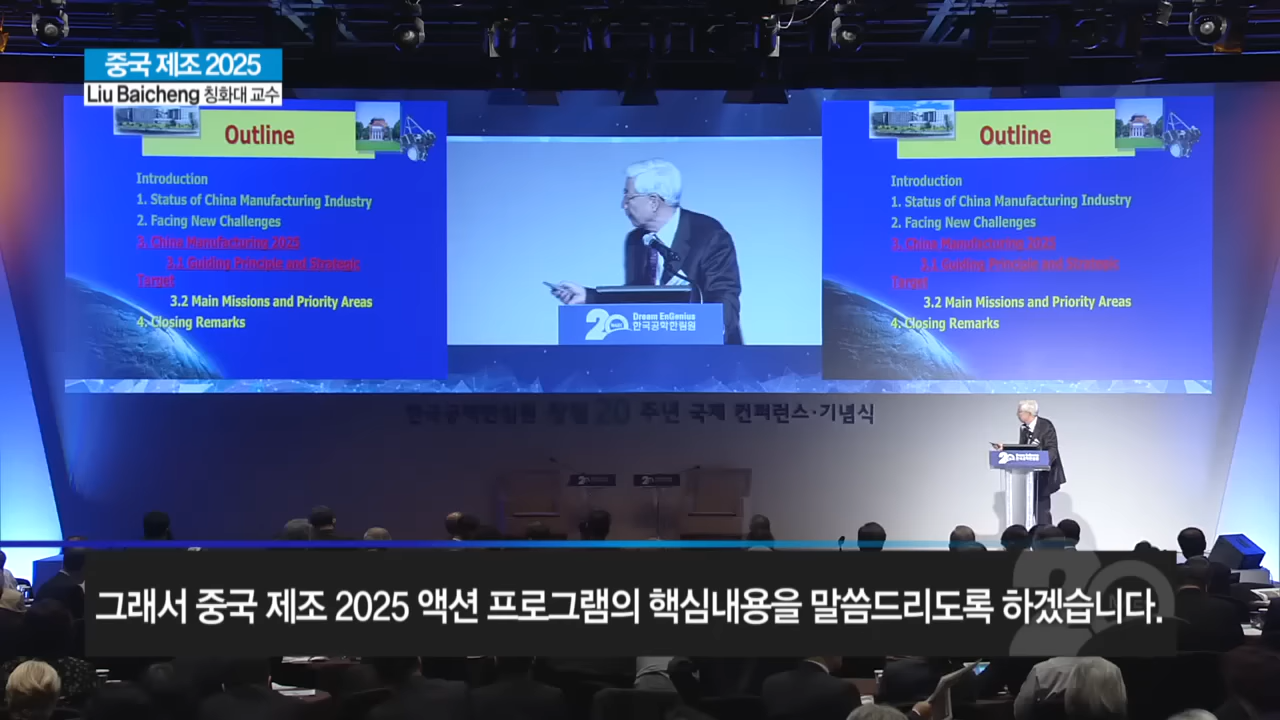 중국 제조 2025
Liu Baicheng 칭화대 교수
Outline
Introduction
1. Status of China Manufacturing Industry
2. Facing New Challenges
3. China Manufacturing 2025
3.1 Guiding Principle and Strategic
Target
3.2 Main Missions and Priority Areas
4. Closing Remarks
20
Dream EnGenius
한국공학한림원
Outline
Introduction
1. Status of China Manufacturing Industry
2. Facing New Challenges
3. China Manufacturing 2025
3.1 Guiding Principle and Strategic
Target
3.2 Main Missions and Priority Areas
4. Closing Remarks
한국공학한림원 창립 20 주년 국제 컨퍼런스·기념식
20
20
20
그래서 중국 제조 2025 액션 프로그램의 핵심내용을 말씀드리도록 하겠습니다.